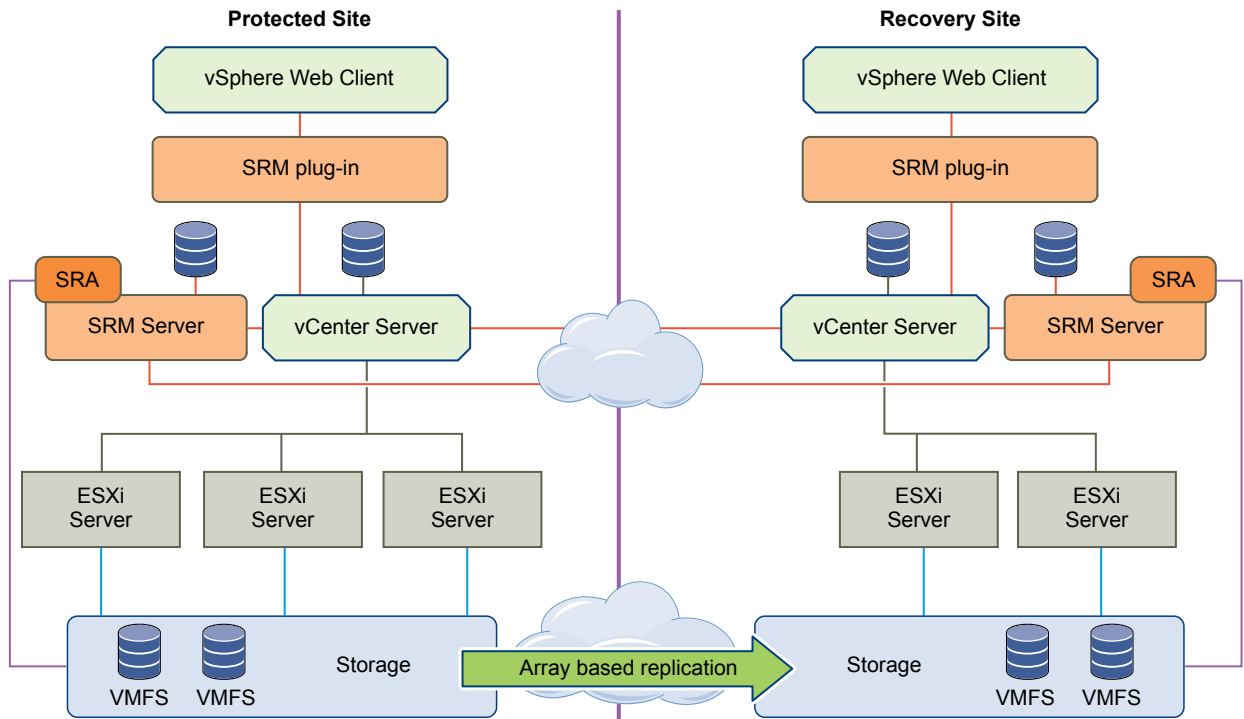 Protected Site
Recovery Site
vSphere Web Client
vSphere Web Client
SRM plug-in
SRM plug-in
SRA
SRA
SRM Server
vCenter Server
vCenter Server
SRM Server
ESXi
Server
ESXi
Server
ESXi
Server
ESXi
Server
ESXi
Server
Storage
Array based replication
Storage
VMFS
VMFS
VMFS
VMFS